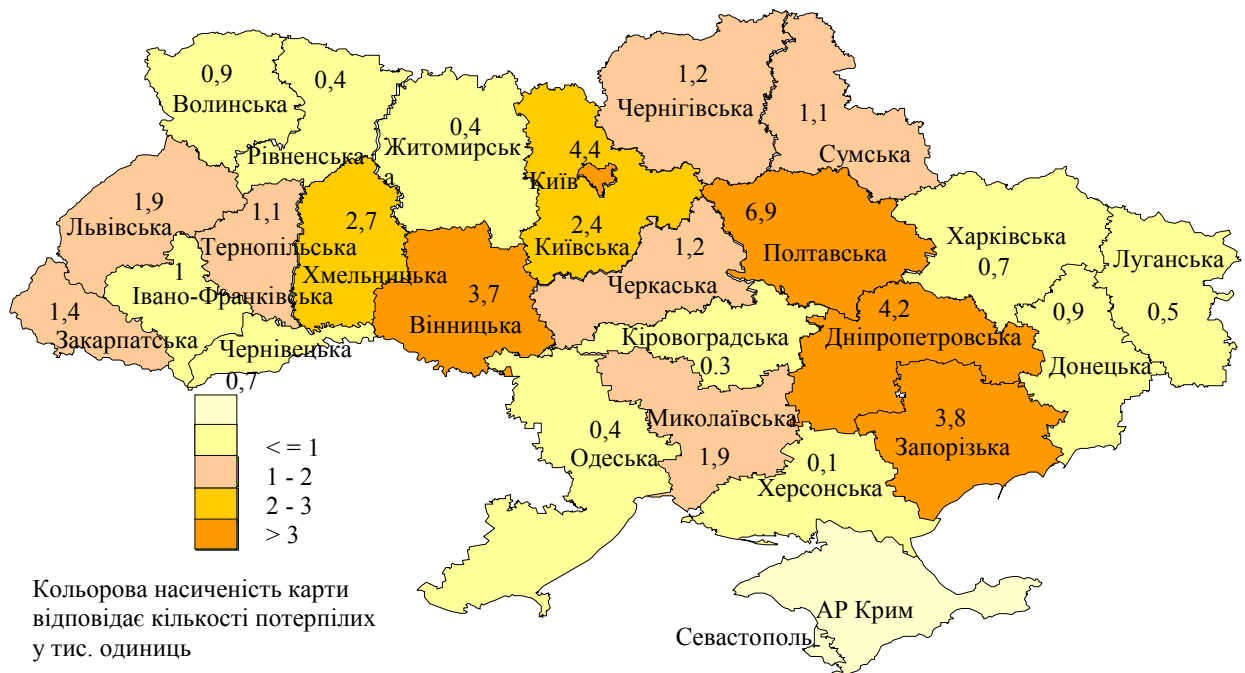 0,9
Волинська
0,4
Рівненська
0,4
Житомирськ
а
4,4
Київ
2,4
Київська
1,2
Чернігівська
1,1
Сумська
1,9
Львівська
1,1
Тернопільська
2,7
Хмельницька
1
Івано-Франківська
1,4
Закарпатська
Чернівецька
0,7
3,7
Вінницька
1,2
Черкаська
6,9
Полтавська
Харківська
0,7
Луганська
0,5
0,9
Донецька
4,2
Дніпропетровська
Кіровоградська
0.3
Миколаївська
1,9
0,4
Одеська
0,1
Херсонська
3,8
Запорізька
АР Крим
Севастополь
< = 1
1 - 2
2 - 3
> 3
Кольорова насиченість карти
відповідає кількості потерпілих
у тис. одиниць